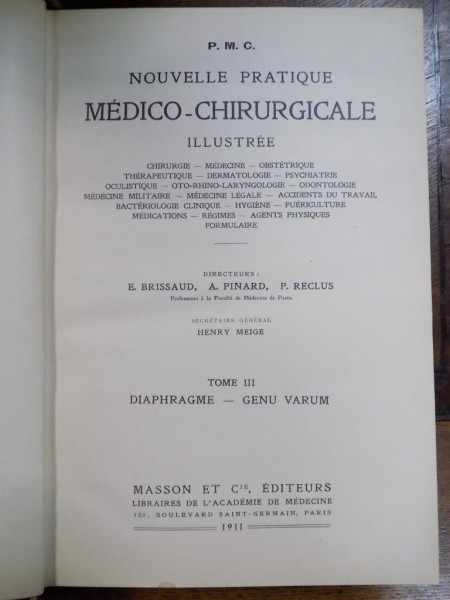 P. M. C.
NOUVELLE PRATIQUE
MÉDICO-CHIRURGICALE
ILLUSTRÉE
CHIRURGIE — MÉDECINE — OBSTÉTRIQUE
THÉRAPEUTIQUE — DERMATOLOGIE — PSYCHIATRIE
OCULISTIQUE — OTO-RHINO-LARYNGOLOGIE — ODONTOLOGIE
MÉDECINE MILITAIRE — MÉDECINE LÉGALE — ACCIDENTS DU TRAVAIL
BACTÉRIOLOGIE CLINIQUE — HYGIÈNE — PUÉRICULTURE
MÉDICATIONS — RÉGIMES — AGENTS PHYSIQUES
FORMULAIRE
DIRECTEURS :
E. BRISSAUD, A. PINARD, P. RECLUS
Professeurs à la Faculté de Médecine de Paris.
SECRÉTAIRE GÉNÉRAL
HENRY MEIGE
TOME III
DIAPHRAGME — GENU VARUM
MASSON ET Cie, ÉDITEURS
LIBRAIRES DE L'ACADÉMIE DE MÉDECINE
120, BOULEVARD SAINT-GERMAIN, PARIS
1911